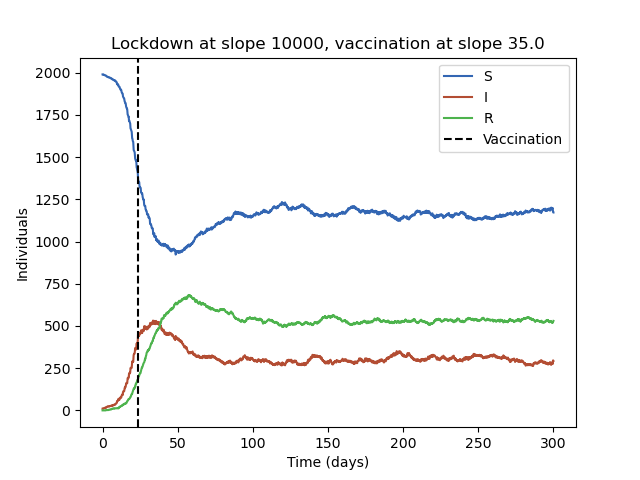 Lockdown at slope 10000, vaccination at slope 35.0
S
I
R
Vaccination
Individuals
2000
1750
1500
1250
1000
750
500
250
0
0 50 100 150 200 250 300
Time (days)